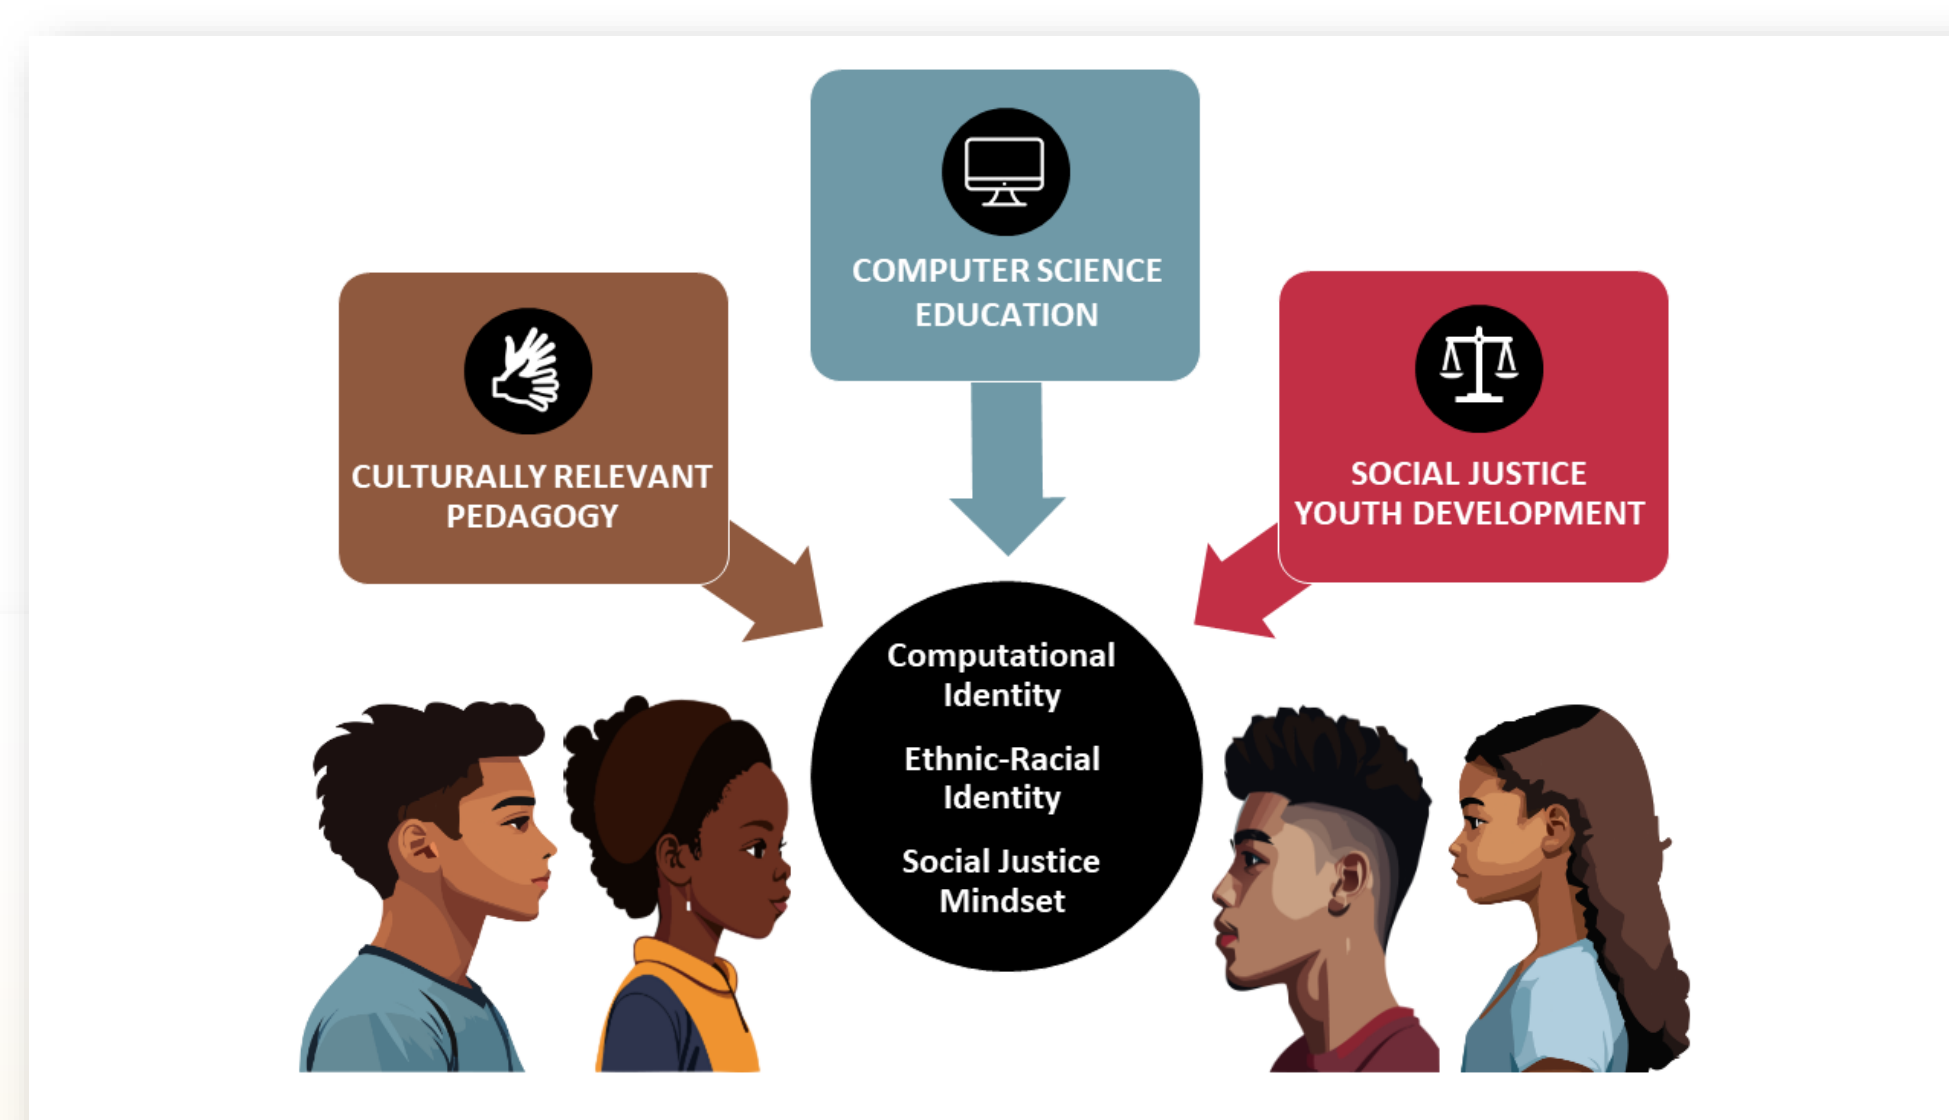 COMPUTER SCIENCE
EDUCATION
CULTURALLY RELEVANT
PEDAGOGY
SOCIAL JUSTICE
YOUTH DEVELOPMENT
Computational
Identity
Ethnic-Racial
Identity
Social Justice
Mindset